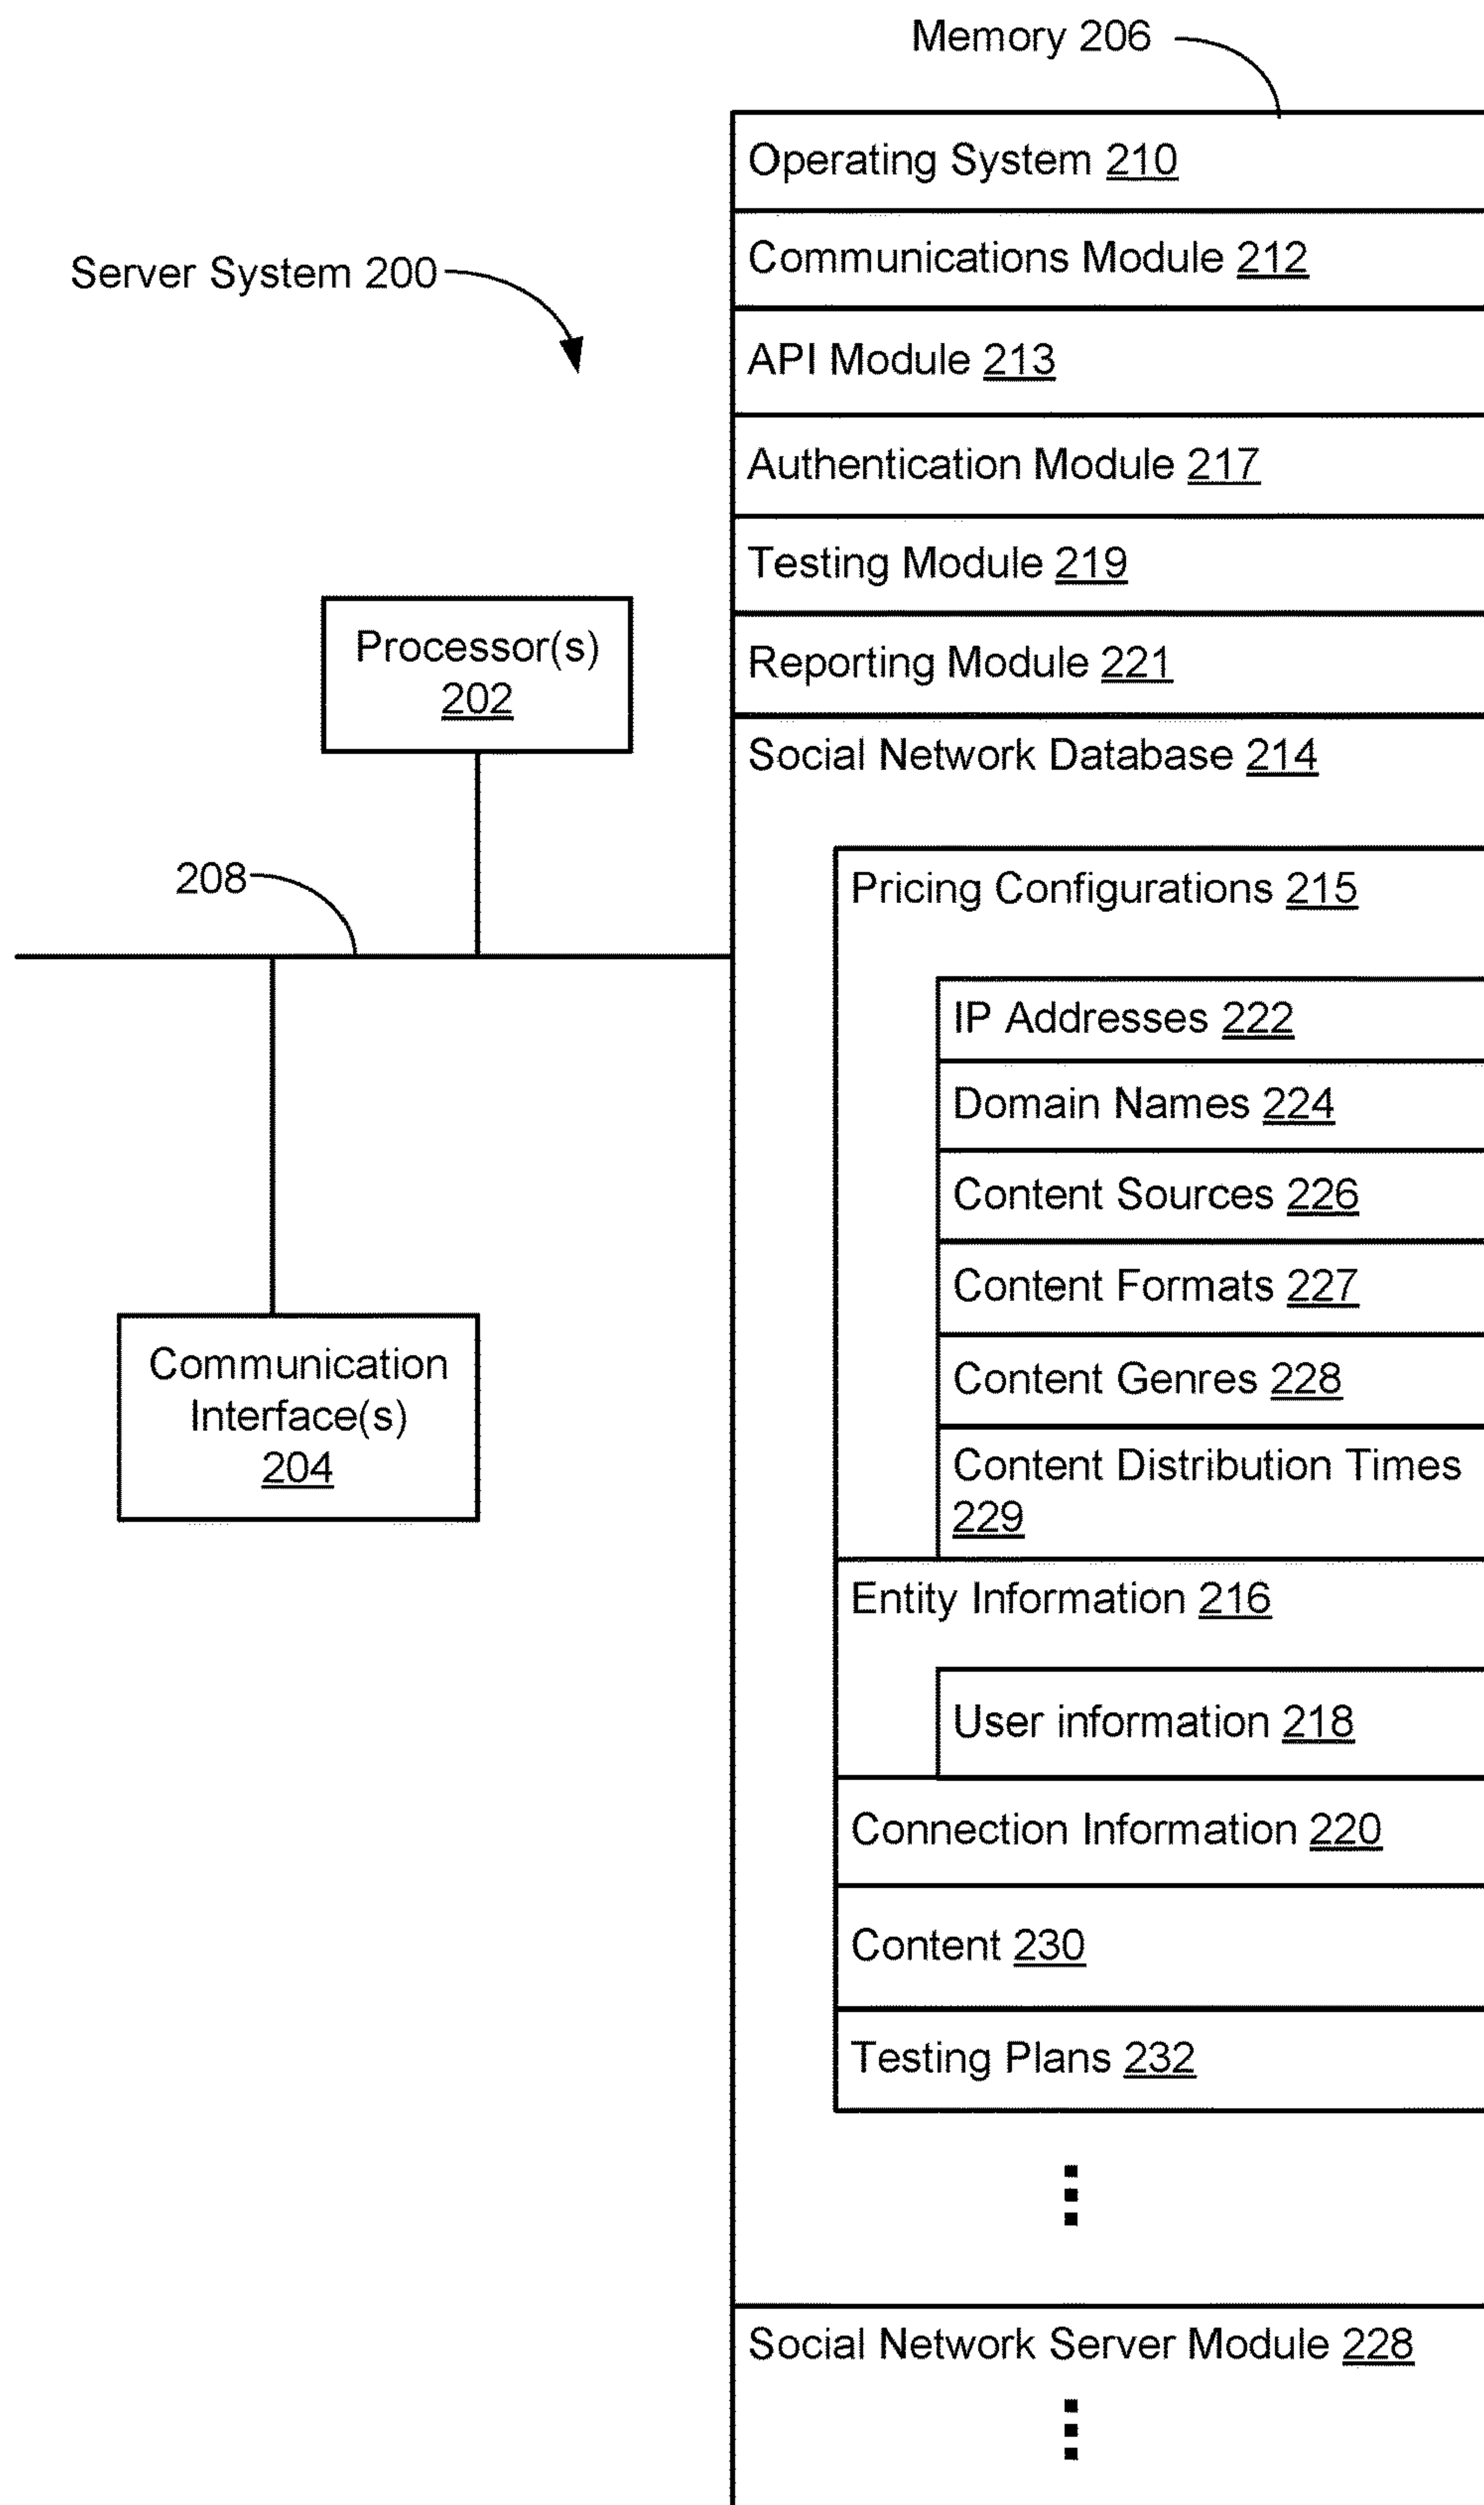 Memory 206
Operating System 210
Communications Module 212
Server System 200
API Module 213
Authentication Module 217
Testing Module 219
Reporting Module 221
Processor(s)
202
Social Network Database 214
208
Pricing Configurations 215
IP Addresses 222
Domain Names 224
Content Sources 226
Content Formats 227
Content Genres 228
Content Distribution Times
229
Communication
Interface(s)
204
Entity Information 216
User information 218
Connection Information 220
Content 230
Testing Plans 232
Social Network Server Module 228